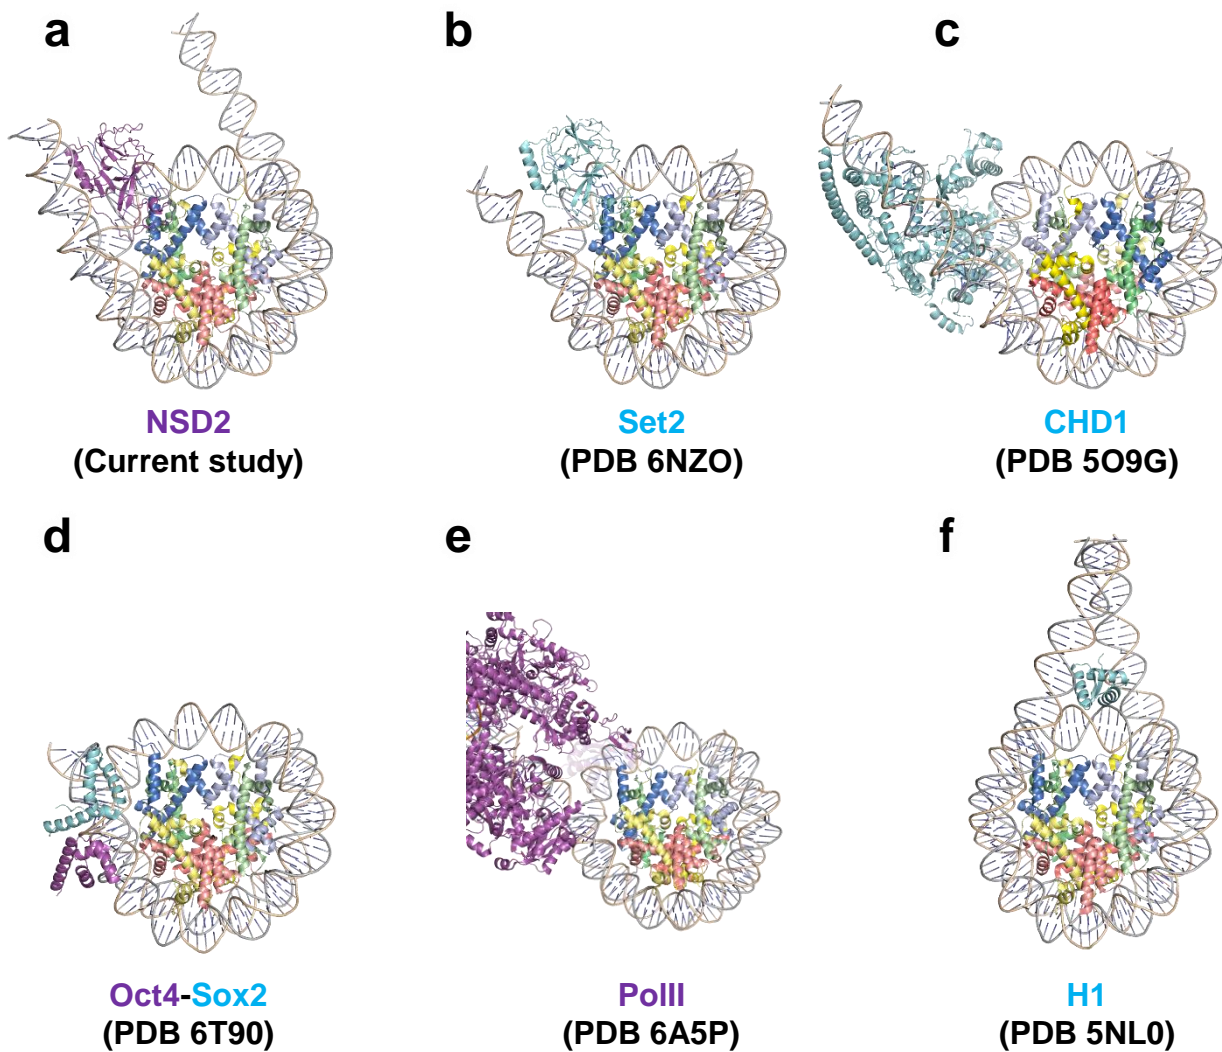 a
b
c
NSD2
(Current study)
Set2
(PDB 6NZO)
CHD1
(PDB 5O9G)
d
e
f
Oct4-Sox2
(PDB 6T90)
PolII
(PDB 6A5P)
H1
(PDB 5NL0)